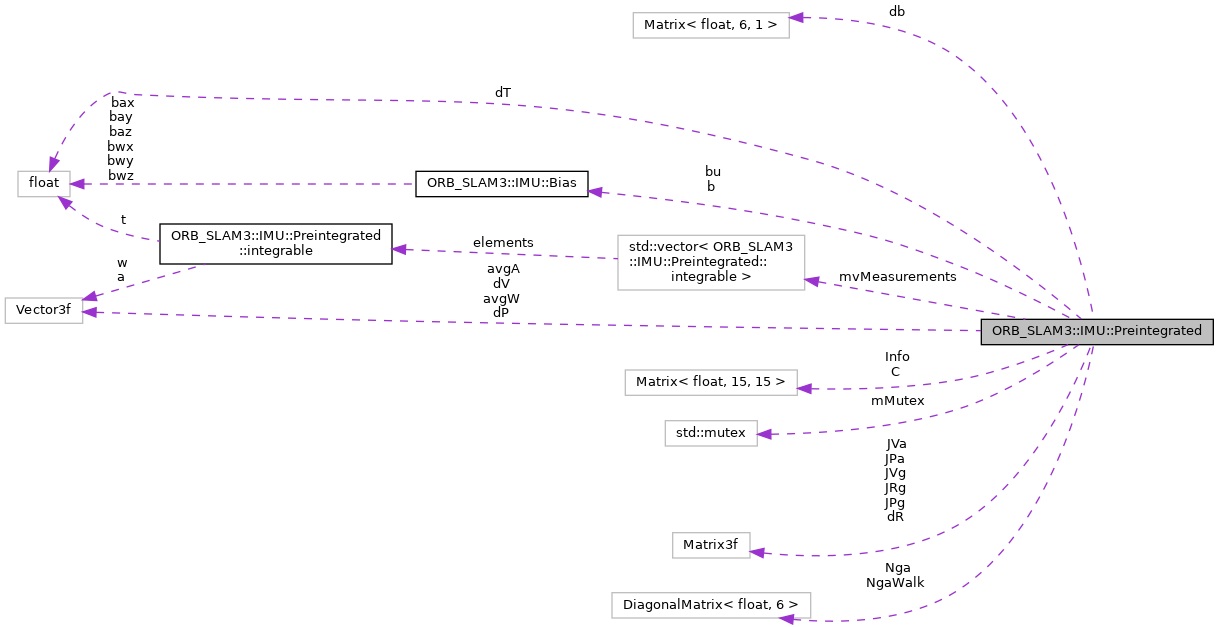 db
Matrix< float, 6, 1 >
dT
bax
bay
baz
bwx
bwy
bwz
float
ORB_SLAM3::IMU::Bias
bu
b
t
ORB_SLAM3::IMU::Preintegrated
::integrable
elements
std::vector< ORB_SLAM3
::IMU::Preintegrated::
integrable >
mvMeasurements
w
a
avgA
dV
avgW
dP
Vector3f
ORB_SLAM3::IMU::Preintegrated
Info
C
Matrix< float, 15, 15 >
mMutex
std::mutex
JVa
JPa
JVg
JRg
JPg
dR
Matrix3f
Nga
NgaWalk
DiagonalMatrix< float, 6 >